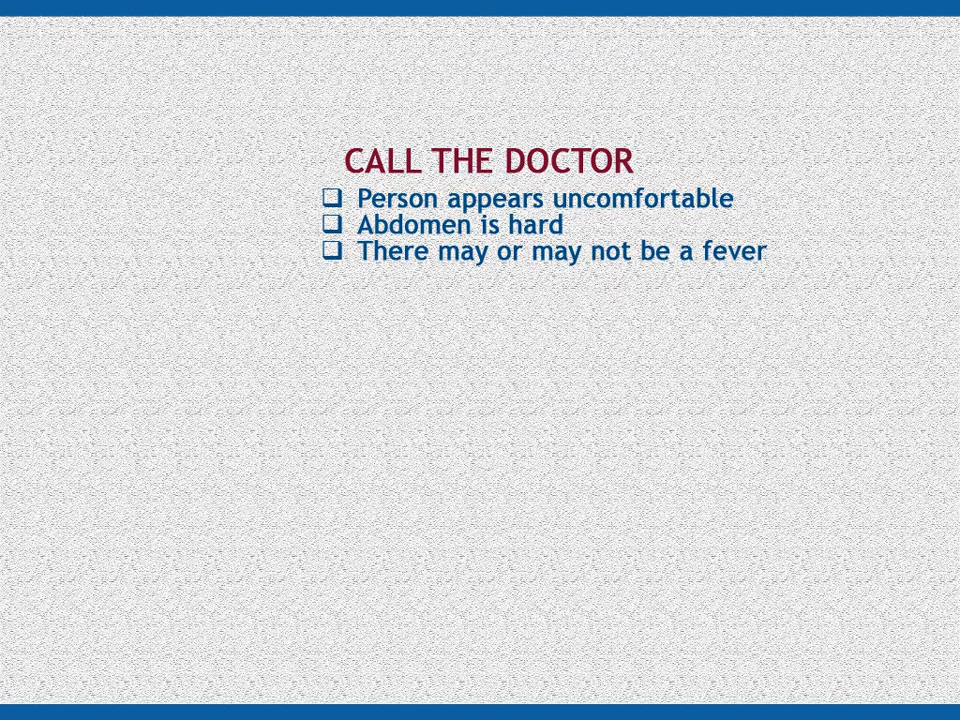 CALL THE DOCTOR
❑ Person appears uncomfortable
❑ Abdomen is hard
❑ There may or may not be a fever